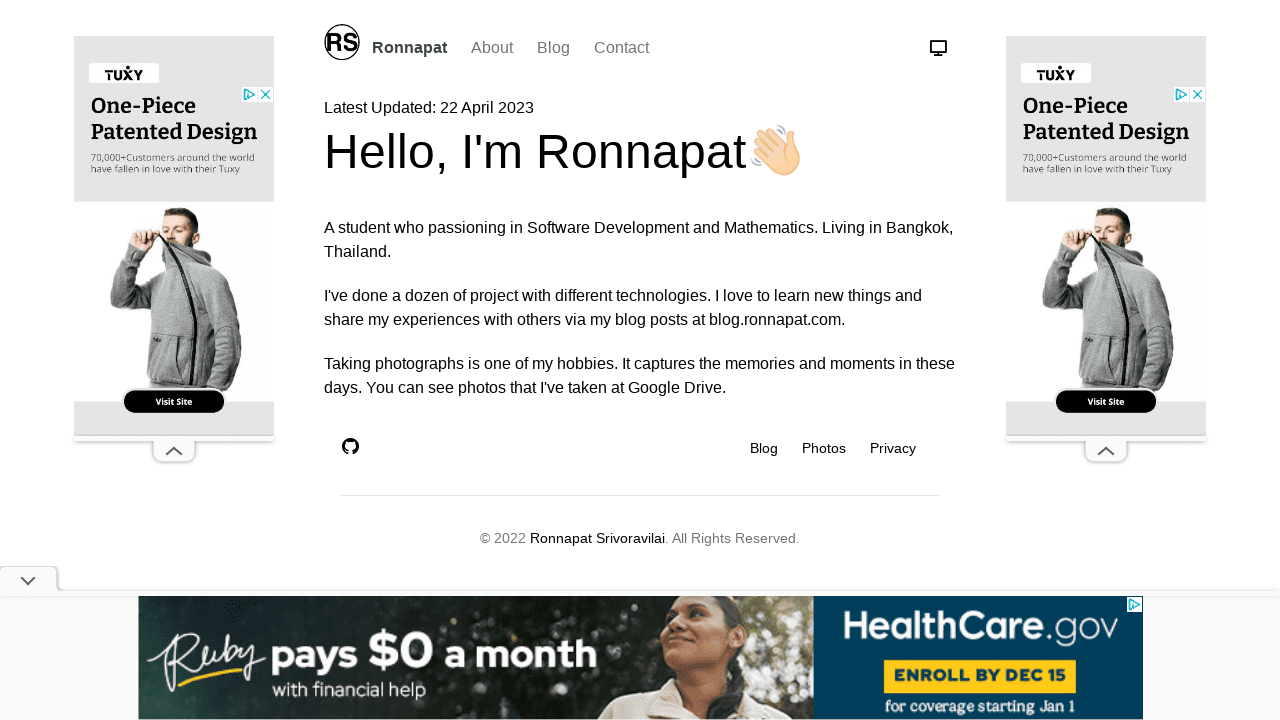 RS
Ronnapat
About
Blog
Contact
Latest Updated: 22 April 2023
Hello, I'm Ronnapat👋🏼
A student who passioning in Software Development and Mathematics. Living in Bangkok,
Thailand.
I've done a dozen of project with different technologies. I love to learn new things and
share my experiences with others via my blog posts at blog.ronnapat.com.
Taking photographs is one of my hobbies. It captures the memories and moments in these
days. You can see photos that I've taken at Google Drive.
Blog
Photos
Privacy
© 2022 Ronnapat Srivoravilai. All Rights Reserved.
TUXY
One-Piece
Patented Design
70,000+Customers around the world
have fallen in love with their Tuxy
Visit Site
TUXY
One-Piece
Patented Design
70,000+Customers around the world
have fallen in love with their Tuxy
Visit Site
Ruby pays $0 a month
with financial help
HealthCare.gov
ENROLL BY DEC 15
for coverage starting Jan 1